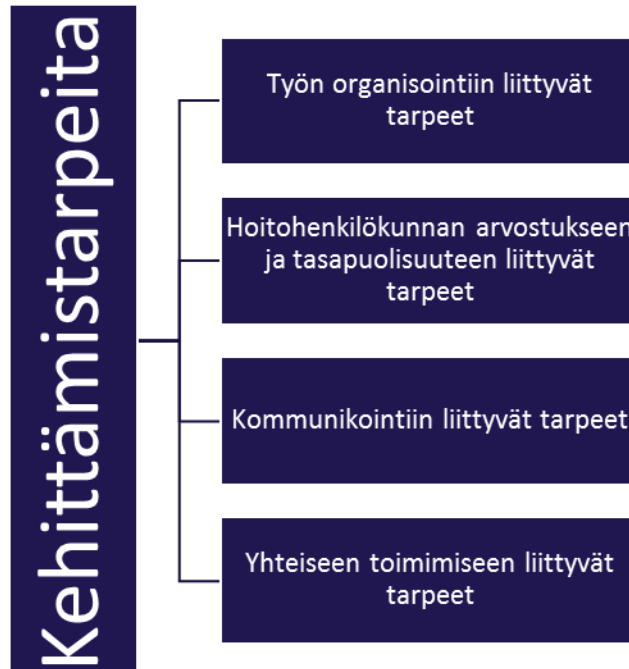 Kehittämistarpeita
Työn organisointiin liittyvät
tarpeet
Hoitohenkilökunnan arvostukseen
ja tasapuolisuuteen liittyvät
tarpeet
Kommunikointiin liittyvät tarpeet
Yhteiseen toimimiseen liittyvät
tarpeet